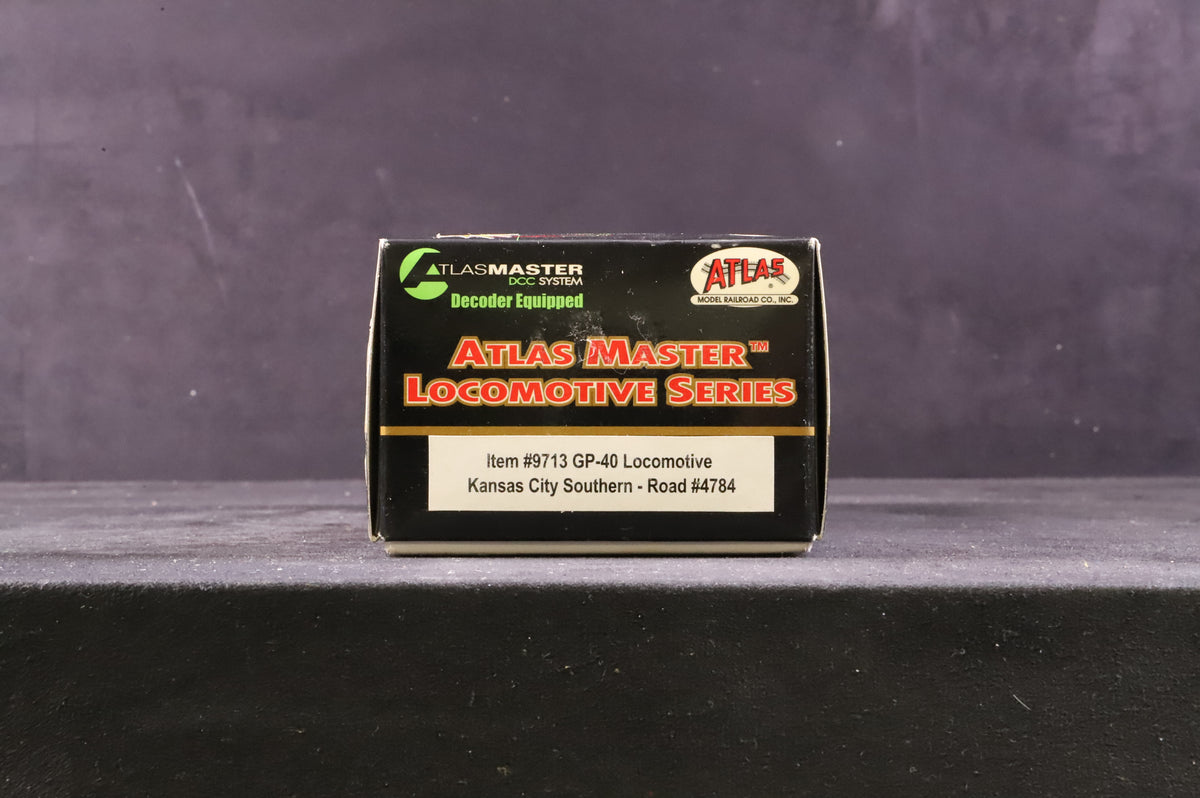 ATLASMASTER
DCC SYSTEM
Decoder Equipped
ATLAS
®
MODEL RAILROAD CO., INC.
ATLAS MASTER™
LOCOMOTIVE SERIES
Item #9713 GP-40 Locomotive
Kansas City Southern - Road #4784